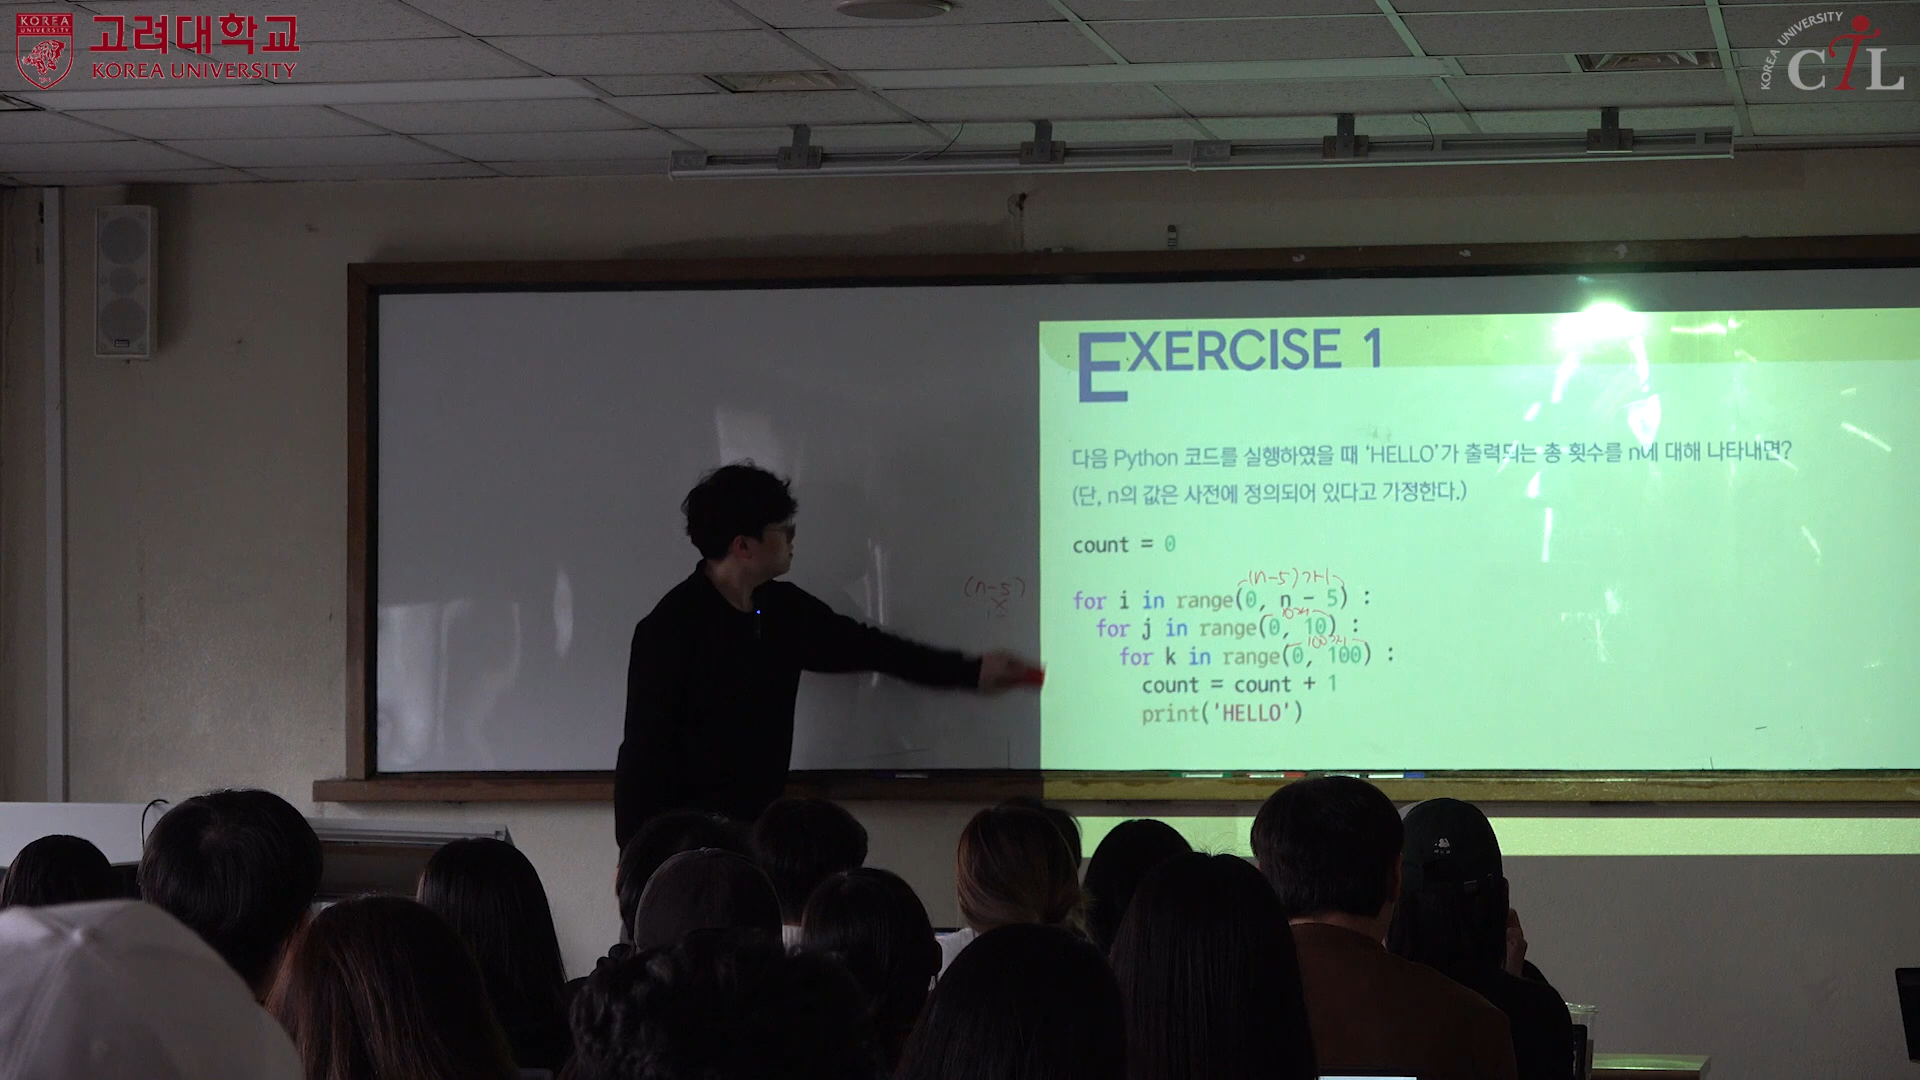 KOREA
UNIVERSITY
고려대학교
KOREA UNIVERSITY
KOREA UNIVERSITY
CTL
EXERCISE 1
다음 Python 코드를 실행하였을 때 ‘HELLO’가 출력되는 총 횟수를 n에 대해 나타내면?
(단, n의 값은 사전에 정의되어 있다고 가정한다.)
count = 0
(n-5)개
for i in range(0, n - 5) :
10개
for j in range(0, 10) :
100개
for k in range(0, 100) :
count = count + 1
print('HELLO')
(n-5)
×